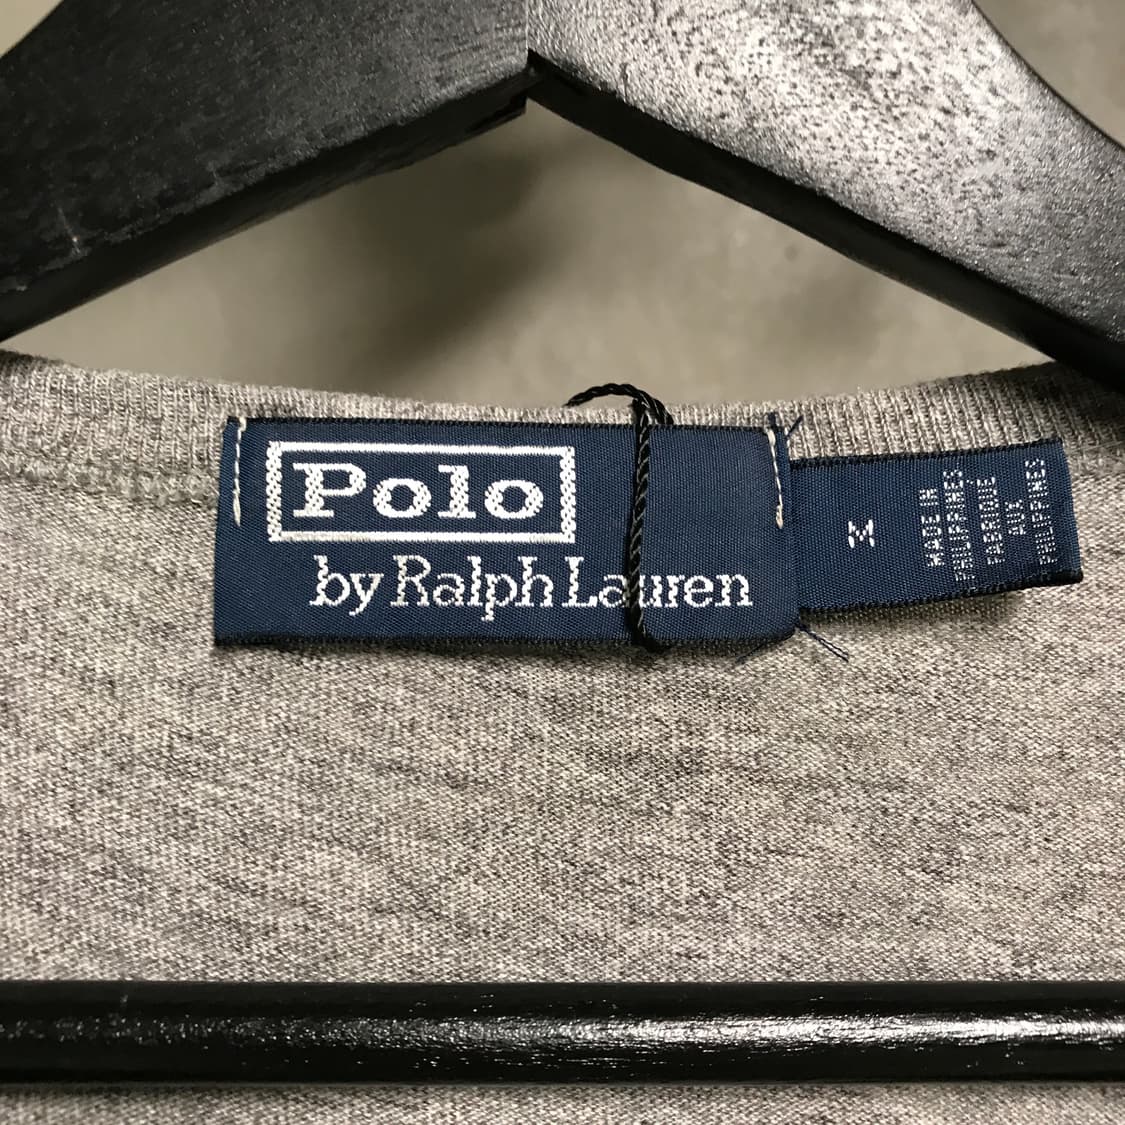 Polo
by Ralph Lauren
M
MADE IN
PHILIPPINES
FABRIQUE
AUX
PHILIPPINES